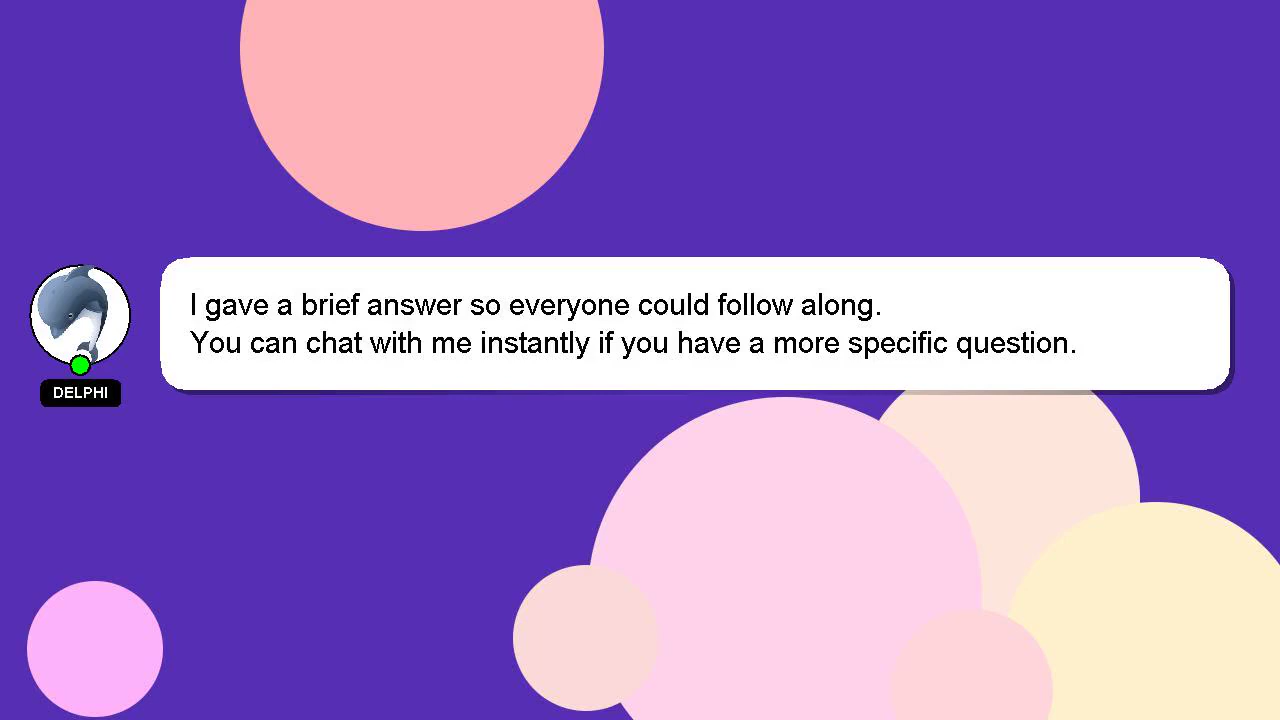 I gave a brief answer so everyone could follow along.
You can chat with me instantly if you have a more specific question.
DELPHI